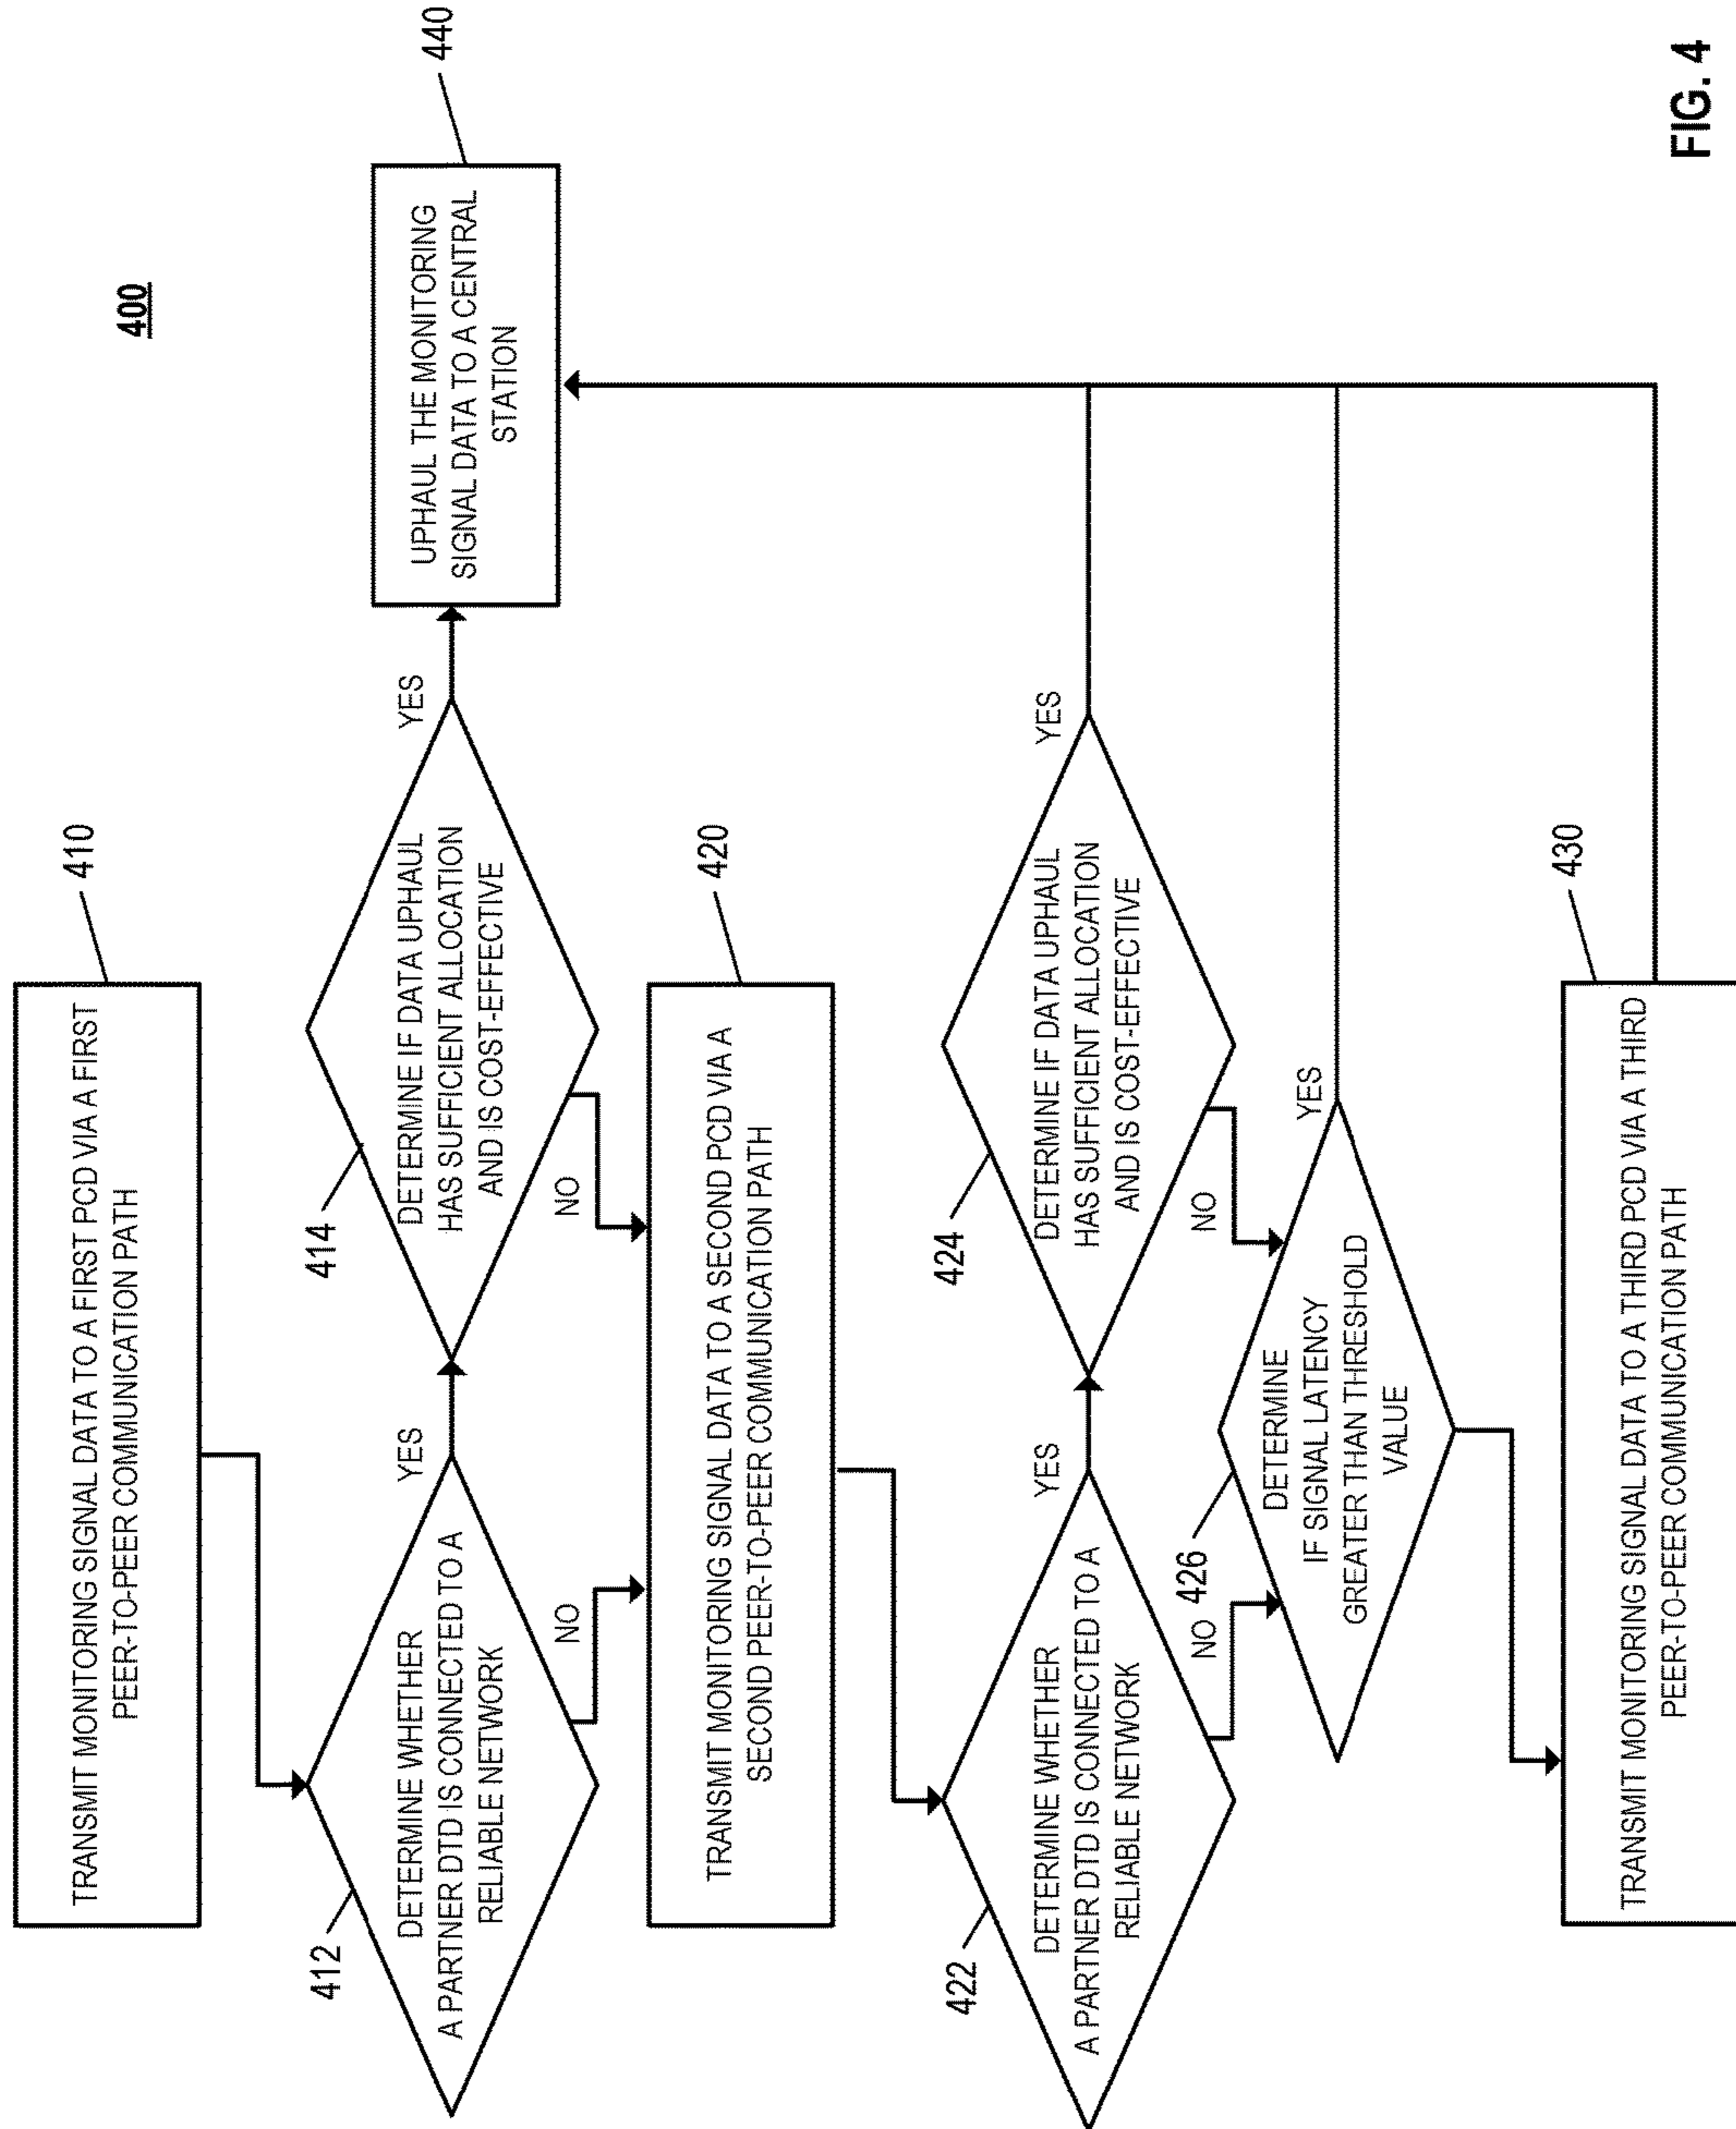 400
TRANSMIT MONITORING SIGNAL DATA TO A FIRST PCD VIA A FIRST
PEER-TO-PEER COMMUNICATION PATH
410
412
DETERMINE WHETHER
A PARTNER DTD IS CONNECTED TO A
RELIABLE NETWORK
YES
NO
414
DETERMINE IF DATA UPHAUL
HAS SUFFICIENT ALLOCATION
AND IS COST-EFFECTIVE
YES
NO
UPHAUL THE MONITORING
SIGNAL DATA TO A CENTRAL
STATION
440
TRANSMIT MONITORING SIGNAL DATA TO A SECOND PCD VIA A
SECOND PEER-TO-PEER COMMUNICATION PATH
420
422
DETERMINE WHETHER
A PARTNER DTD IS CONNECTED TO A
RELIABLE NETWORK
YES
NO
424
DETERMINE IF DATA UPHAUL
HAS SUFFICIENT ALLOCATION
AND IS COST-EFFECTIVE
YES
NO
426
DETERMINE
IF SIGNAL LATENCY
GREATER THAN THRESHOLD
VALUE
YES
TRANSMIT MONITORING SIGNAL DATA TO A THIRD PCD VIA A THIRD
PEER-TO-PEER COMMUNICATION PATH
430
FIG. 4